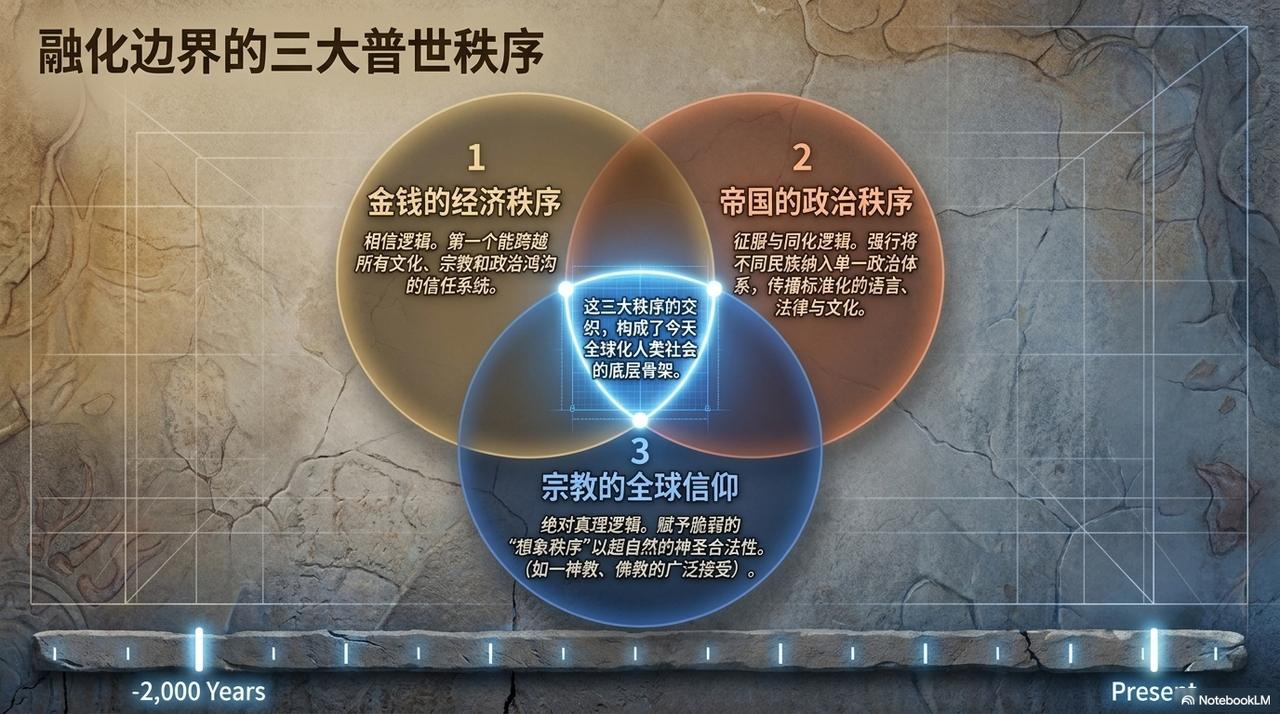 融化边界的三大普世秩序
1
金钱的经济秩序
相信逻辑。第一个能跨越
所有文化、宗教和政治鸿沟
的信任系统。
2
帝国的政治秩序
征服与同化逻辑。强行将
不同民族纳入单一政治体
系，传播标准化的语言、
法律与文化。
这三大秩序的交
织，构成了今天
全球化人类社会
的底层骨架。
3
宗教的全球信仰
绝对真理逻辑。赋予脆弱的
“想象秩序”以超自然的神圣合法性。
（如一神教、佛教的广泛接受）。
-2,000 Years
Present
NotebookLM